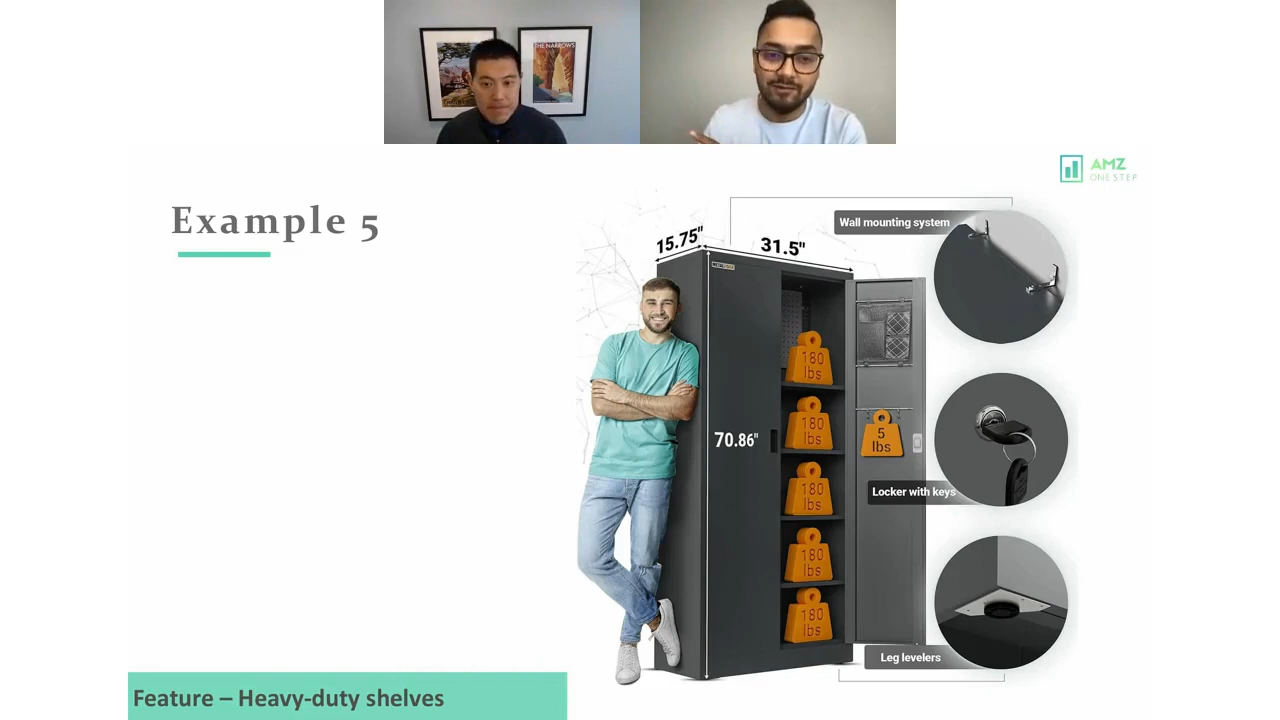 THE NARROWS
AMZ
ONE STEP
Example 5
Wall mounting system
15.75"
31.5"
180
lbs
180
lbs
5
lbs
70.86"
180
lbs
Locker with keys
180
lbs
180
lbs
Leg levelers
Feature – Heavy-duty shelves